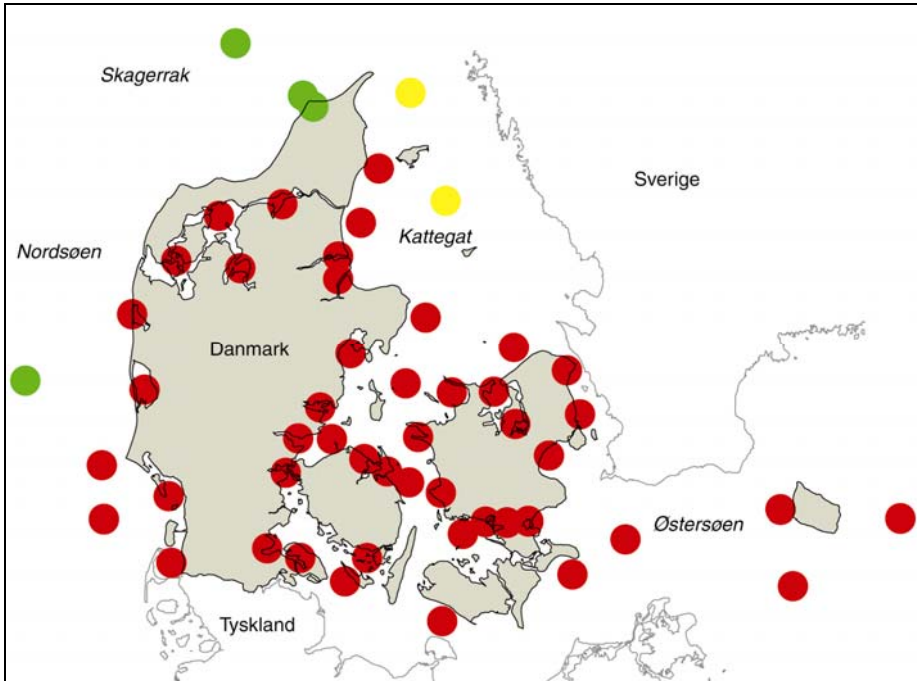 Skagerrak
Sverige
Kattegat
Nordsøen
Danmark
Østersøen
Tyskland